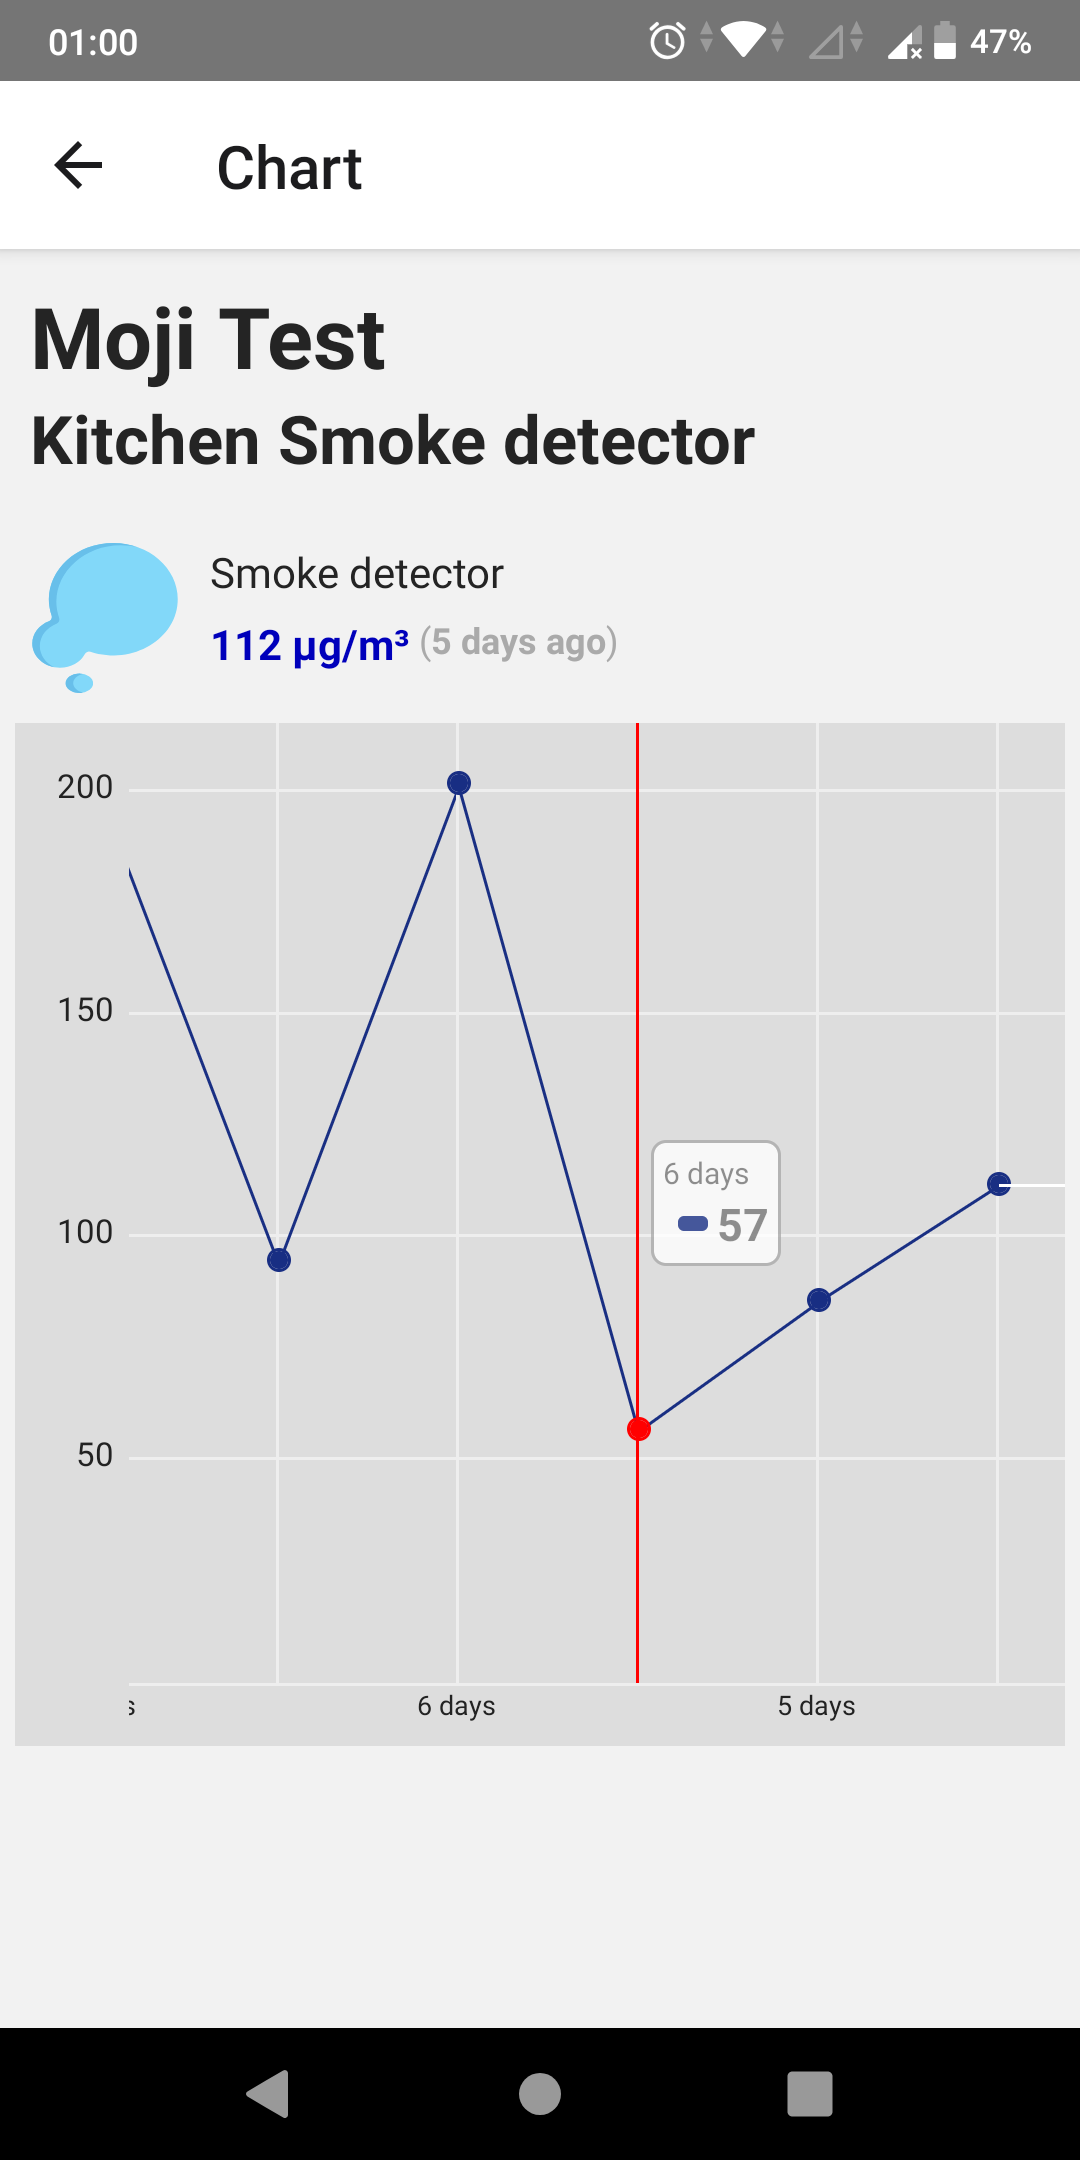 01:00
47%
Chart
Moji Test
Kitchen Smoke detector
Smoke detector
112 µg/m³ (5 days ago)
200
150
6 days
57
100
50
s
6 days
5 days